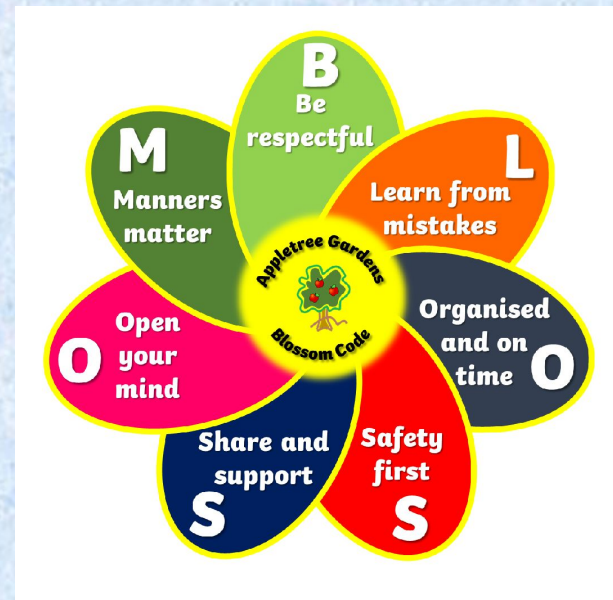 B
Be
respectful
L
Learn from
mistakes
Organised
and on
time O
Safety
first
S
Share and
support
S
Open
O your
mind
M
Manners
matter
Appletree Gardens
Blossom Code